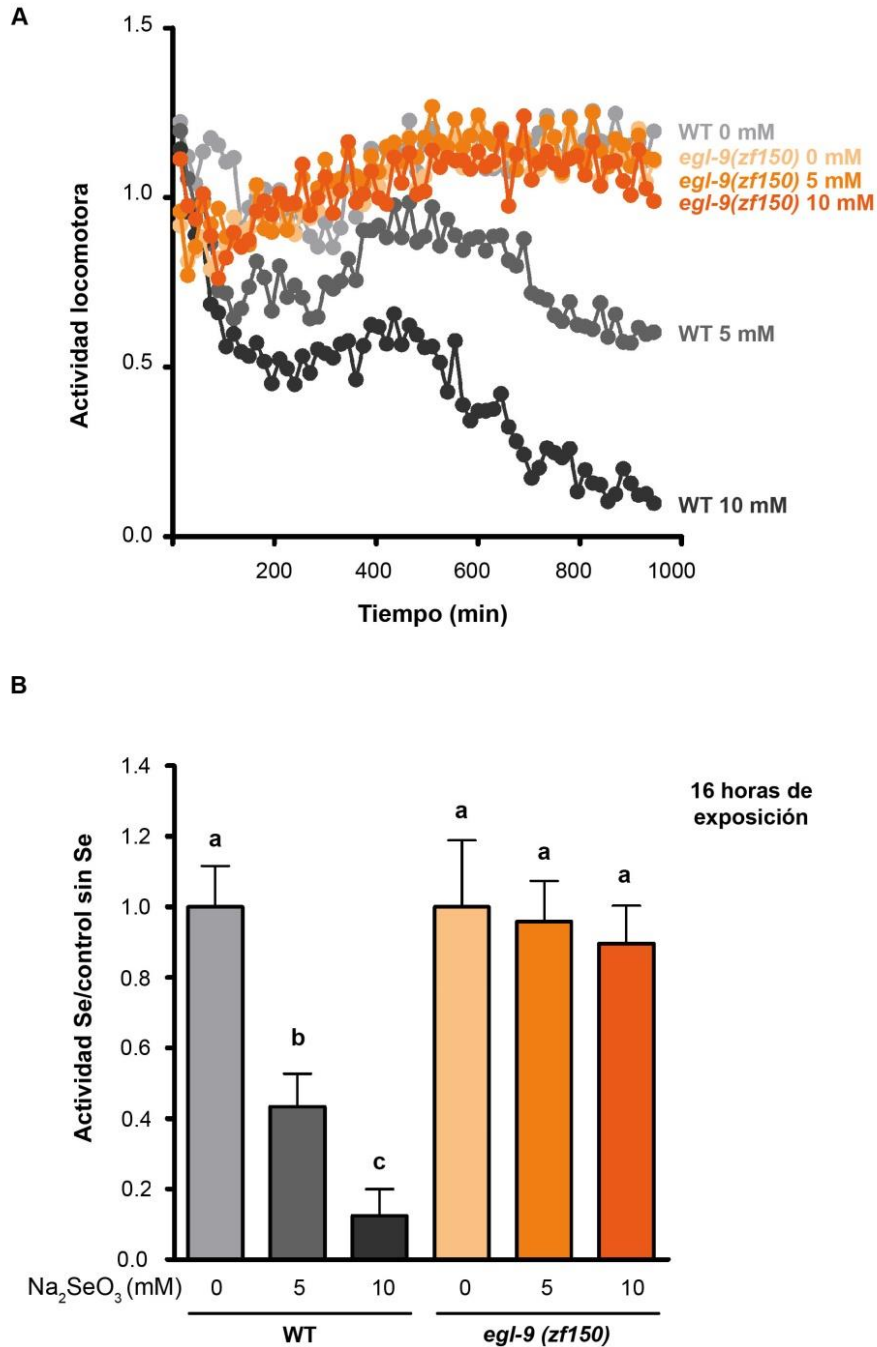 A
1.5
1.0
0.5
0.0
Actividad locomotora
200
400
600
800
1000
Tiempo (min)
WT 0 mM
egl-9(zf150) 0 mM
egl-9(zf150) 5 mM
egl-9(zf150) 10 mM
WT 5 mM
WT 10 mM
B
1.4
1.2
1.0
0.8
0.6
0.4
0.2
0.0
Actividad Se/control sin Se
a
b
c
a
a
a
16 horas de
exposición
Na₂SeO₃ (mM) 0 5 10 0 5 10
WT egl-9 (zf150)